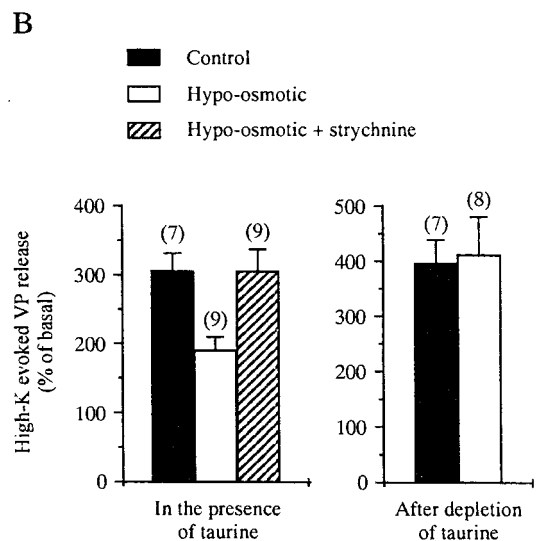 B
Control
Hypo-osmotic
Hypo-osmotic + strychnine
High-K evoked VP release
(% of basal)
400
300
200
100
0
(7)
(9)
(9)
In the presence
of taurine
500
400
300
200
100
0
(7)
(8)
After depletion
of taurine